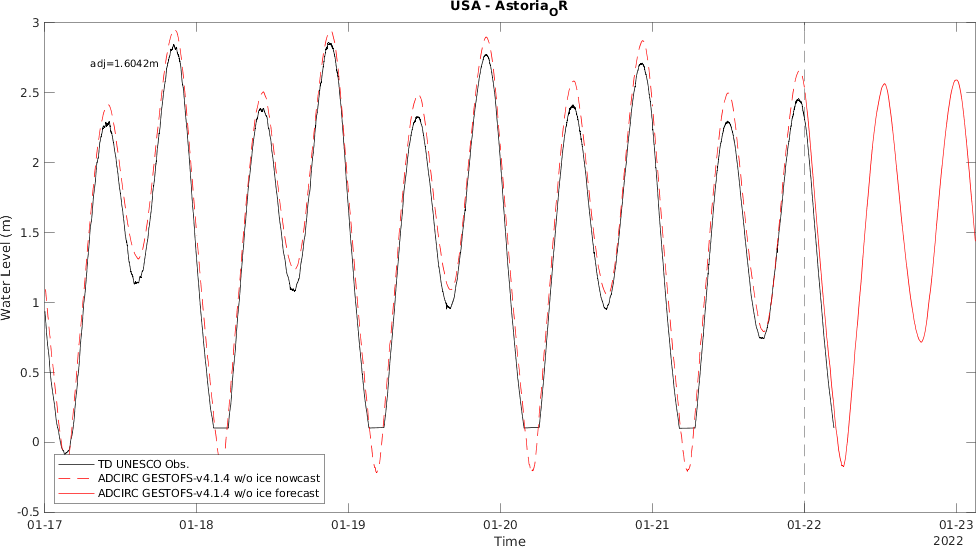 USA - AstoriaOR
adj=1.6042m
3
2.5
2
1.5
1
0.5
0
-0.5
Water Level (m)
TD UNESCO Obs.
ADCIRC GESTOFS-v4.1.4 w/o ice nowcast
ADCIRC GESTOFS-v4.1.4 w/o ice forecast
01-17 01-18 01-19 01-20 01-21 01-22 01-23
Time
2022